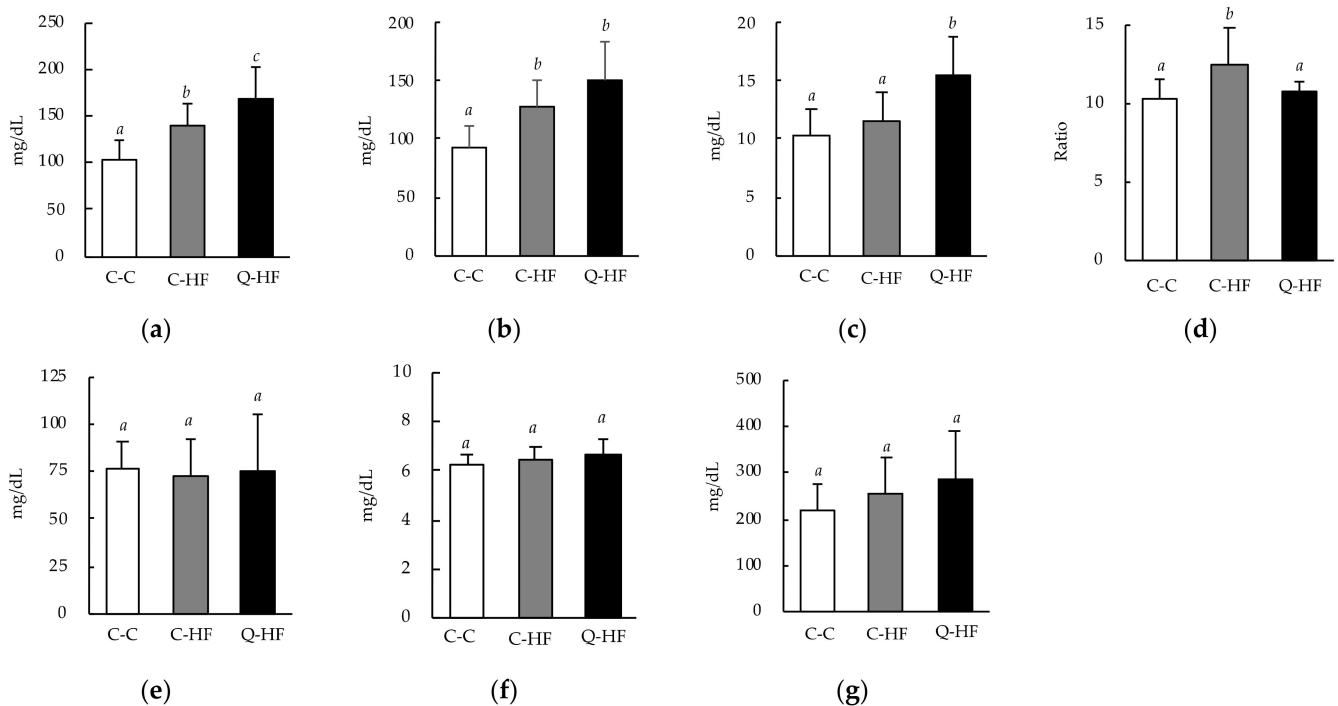 250
200
150
100
50
0
mg/dL
a
b
c
C-C
C-HF
Q-HF
(a)
200
150
100
50
0
mg/dL
a
b
b
C-C
C-HF
Q-HF
(b)
20
15
10
5
0
mg/dL
a
a
b
C-C
C-HF
Q-HF
(c)
15
10
5
0
Ratio
a
b
a
C-C
C-HF
Q-HF
(d)
125
100
75
50
25
0
mg/dL
a
a
a
C-C
C-HF
Q-HF
(e)
10
8
6
4
2
0
mg/dL
a
a
a
C-C
C-HF
Q-HF
(f)
500
400
300
200
100
0
mg/dL
a
a
a
C-C
C-HF
Q-HF
(g)